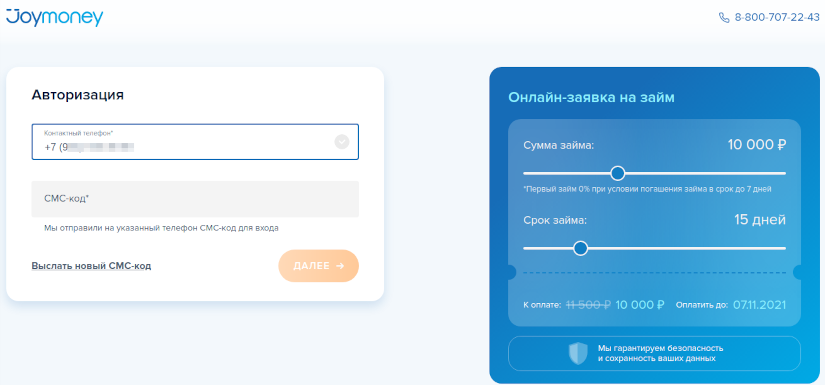 Joymoney
8-800-707-22-43
Авторизация
Контактный телефон*
+7 (9
СМС-код*
Мы отправили на указанный телефон СМС-код для входа
Выслать новый СМС-код
ДАЛЕЕ →
Онлайн-заявка на займ
Сумма займа: 10 000 ₽
*Первый займ 0% при условии погашения займа в срок до 7 дней
Срок займа: 15 дней
К оплате: 11 500 ₽ 10 000 ₽ Оплатить до: 07.11.2021
Мы гарантируем безопасность
и сохранность ваших данных